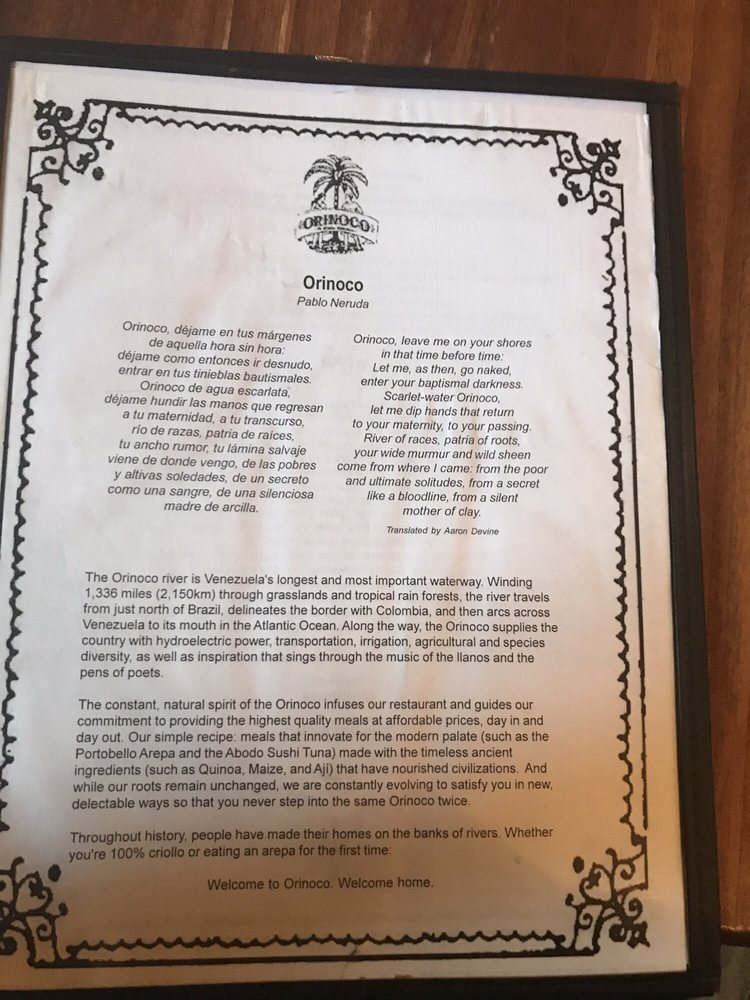 ORINOCO
Orinoco
Pablo Neruda
Orinoco, déjame en tus márgenes
de aquella hora sin hora:
déjame como entonces ir desnudo,
entrar en tus tinieblas bautismales.
Orinoco de agua escarlata,
déjame hundir las manos que regresan
a tu maternidad, a tu transcurso,
río de razas, patria de raíces,
tu ancho rumor, tu lámina salvaje
viene de donde vengo, de las pobres
y altivas soledades, de un secreto
como una sangre, de una silenciosa
madre de arcilla.
Orinoco, leave me on your shores
in that time before time:
Let me, as then, go naked,
enter your baptismal darkness.
Scarlet-water Orinoco,
let me dip hands that return
to your maternity, to your passing.
River of races, patria of roots,
your wide murmur and wild sheen
come from where I came: from the poor
and ultimate solitudes, from a secret
like a bloodline, from a silent
mother of clay.
Translated by Aaron Devine
The Orinoco river is Venezuela's longest and most important waterway. Winding
1,336 miles (2,150km) through grasslands and tropical rain forests, the river travels
from just north of Brazil, delineates the border with Colombia, and then arcs across
Venezuela to its mouth in the Atlantic Ocean. Along the way, the Orinoco supplies the
country with hydroelectric power, transportation, irrigation, agricultural and species
diversity, as well as inspiration that sings through the music of the llanos and the
pens of poets.
The constant, natural spirit of the Orinoco infuses our restaurant and guides our
commitment to providing the highest quality meals at affordable prices, day in and
day out. Our simple recipe: meals that innovate for the modern palate (such as the
Portobello Arepa and the Abodo Sushi Tuna) made with the timeless ancient
ingredients (such as Quinoa, Maize, and Ají) that have nourished civilizations. And
while our roots remain unchanged, we are constantly evolving to satisfy you in new,
delectable ways so that you never step into the same Orinoco twice.
Throughout history, people have made their homes on the banks of rivers. Whether
you're 100% criollo or eating an arepa for the first time:
Welcome to Orinoco. Welcome home.